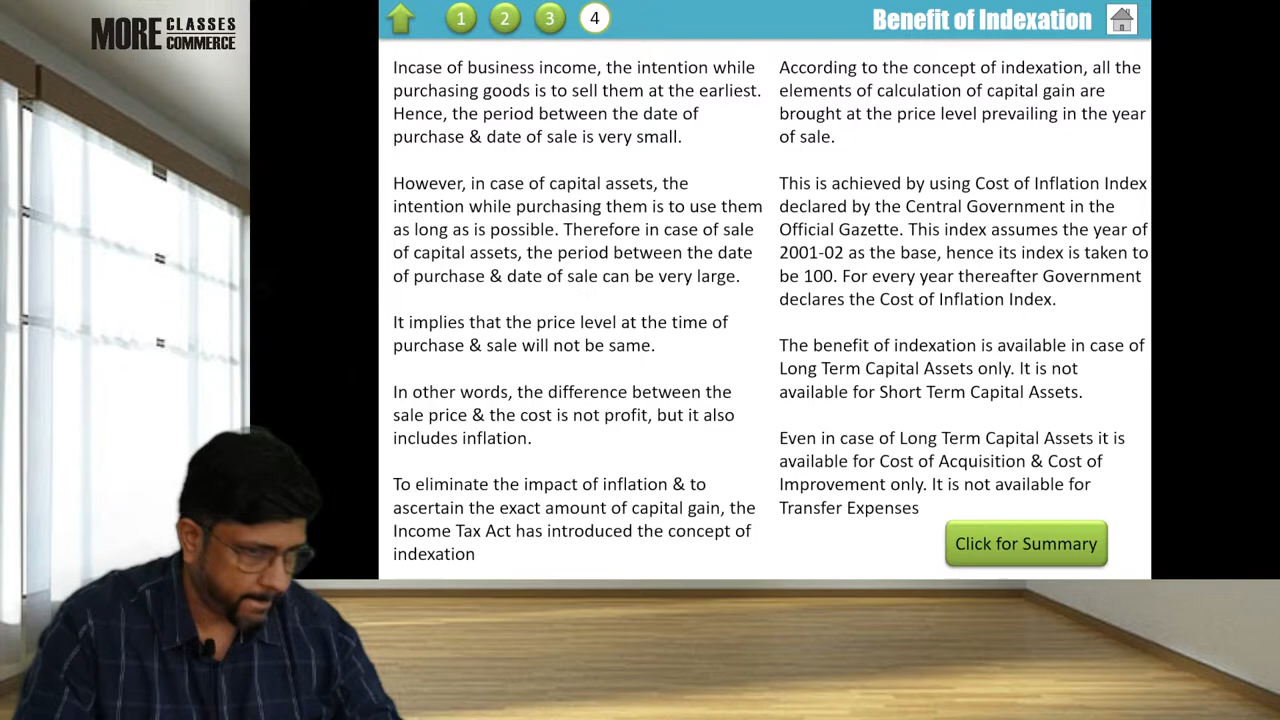 MORE CLASSES COMMERCE
1 2 3 4
Benefit of Indexation
Incase of business income, the intention while
purchasing goods is to sell them at the earliest.
Hence, the period between the date of
purchase & date of sale is very small.
However, in case of capital assets, the
intention while purchasing them is to use them
as long as is possible. Therefore in case of sale
of capital assets, the period between the date
of purchase & date of sale can be very large.
It implies that the price level at the time of
purchase & sale will not be same.
In other words, the difference between the
sale price & the cost is not profit, but it also
includes inflation.
To eliminate the impact of inflation & to
ascertain the exact amount of capital gain, the
Income Tax Act has introduced the concept of
indexation
According to the concept of indexation, all the
elements of calculation of capital gain are
brought at the price level prevailing in the year
of sale.
This is achieved by using Cost of Inflation Index
declared by the Central Government in the
Official Gazette. This index assumes the year of
2001-02 as the base, hence its index is taken to
be 100. For every year thereafter Government
declares the Cost of Inflation Index.
The benefit of indexation is available in case of
Long Term Capital Assets only. It is not
available for Short Term Capital Assets.
Even in case of Long Term Capital Assets it is
available for Cost of Acquisition & Cost of
Improvement only. It is not available for
Transfer Expenses
Click for Summary